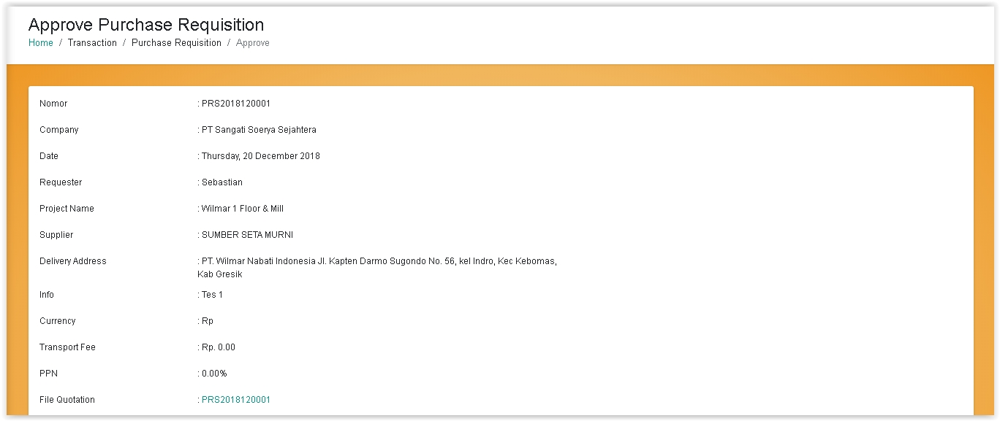 Approve Purchase Requisition
Home / Transaction / Purchase Requisition / Approve
Nomor : PRS2018120001
Company : PT Sangati Soerya Sejahtera
Date : Thursday, 20 December 2018
Requester : Sebastian
Project Name : Wilmar 1 Floor & Mill
Supplier : SUMBER SETA MURNI
Delivery Address : PT. Wilmar Nabati Indonesia Jl. Kapten Darmo Sugondo No. 56, kel Indro, Kec Kebomas,
Kab Gresik
Info : Tes 1
Currency : Rp
Transport Fee : Rp. 0.00
PPN : 0.00%
File Quotation : PRS2018120001